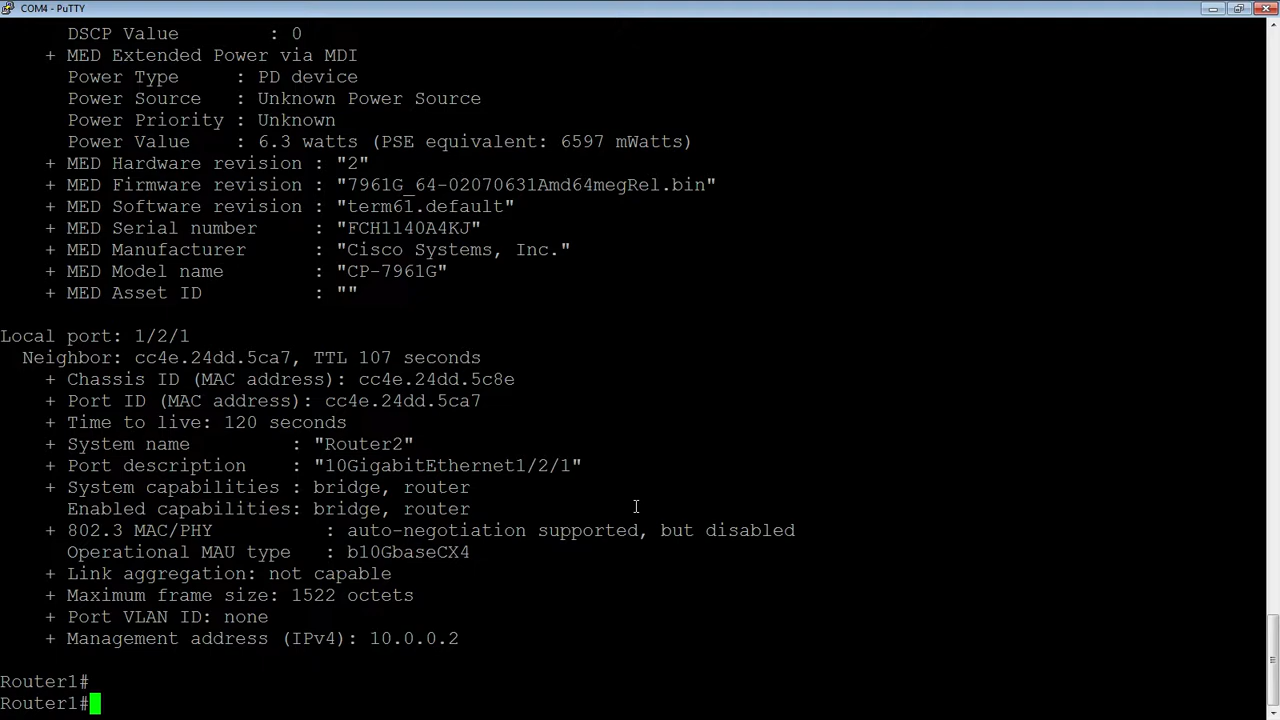 COM4 - PuTTY
DSCP Value : 0
+ MED Extended Power via MDI
Power Type : PD device
Power Source : Unknown Power Source
Power Priority : Unknown
Power Value : 6.3 watts (PSE equivalent: 6597 mWatts)
+ MED Hardware revision : "2"
+ MED Firmware revision : "7961G_64-02070631Amd64megRel.bin"
+ MED Software revision : "term61.default"
+ MED Serial number : "FCH1140A4KJ"
+ MED Manufacturer : "Cisco Systems, Inc."
+ MED Model name : "CP-7961G"
+ MED Asset ID : ""
Local port: 1/2/1
Neighbor: cc4e.24dd.5ca7, TTL 107 seconds
+ Chassis ID (MAC address): cc4e.24dd.5c8e
+ Port ID (MAC address): cc4e.24dd.5ca7
+ Time to live: 120 seconds
+ System name : "Router2"
+ Port description : "10GigabitEthernet1/2/1"
+ System capabilities : bridge, router
Enabled capabilities: bridge, router
+ 802.3 MAC/PHY : auto-negotiation supported, but disabled
Operational MAU type : b10GbaseCX4
+ Link aggregation: not capable
+ Maximum frame size: 1522 octets
+ Port VLAN ID: none
+ Management address (IPv4): 10.0.0.2
Router1#
Router1#